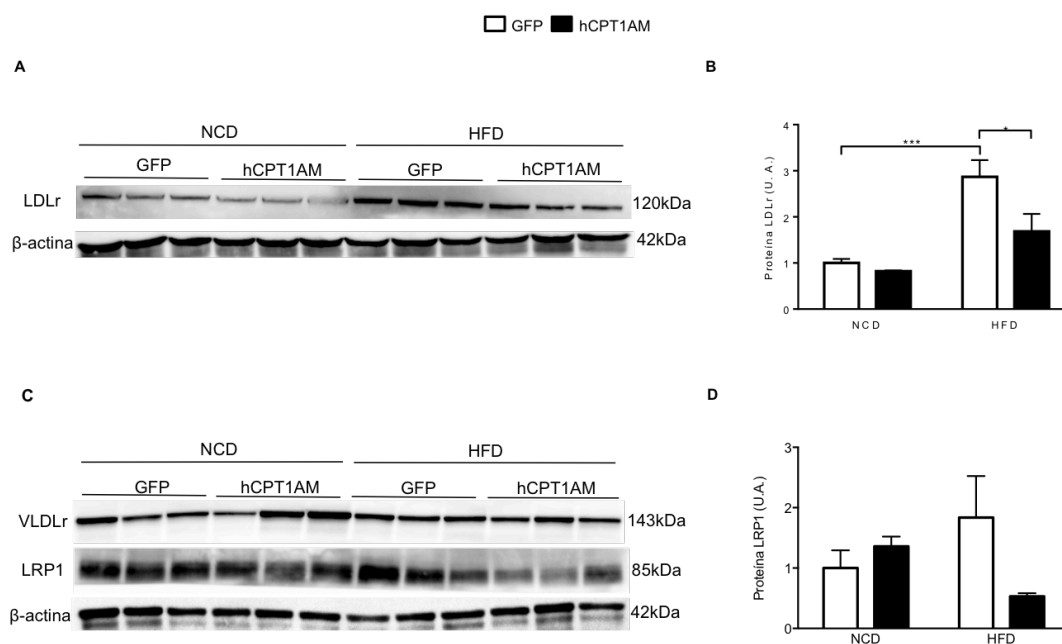 GFP hCPT1AM
A
NCD HFD
GFP hCPT1AM GFP hCPT1AM
LDLr 120kDa
β-actina 42kDa
B
Proteína LDLr (U. A.)
4
3
2
1
0
***
*
NCD HFD
C
NCD HFD
GFP hCPT1AM GFP hCPT1AM
VLDLr 143kDa
LRP1 85kDa
β-actina 42kDa
D
Proteína LRP1 (U.A.)
3
2
1
0
NCD HFD